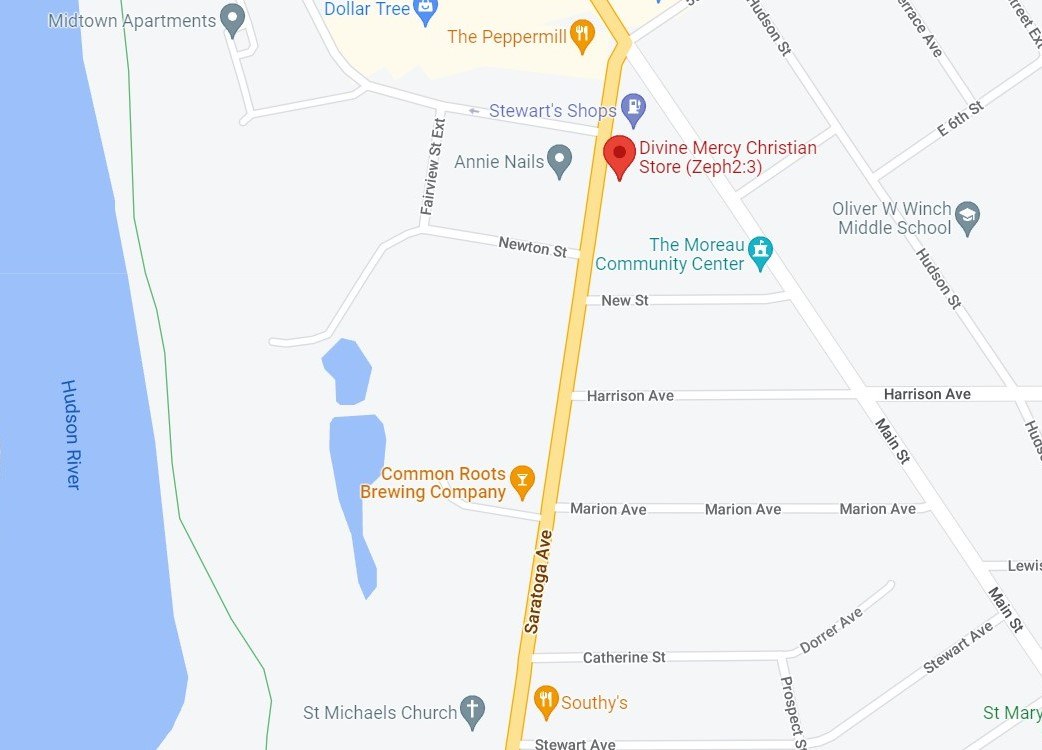 Midtown Apartments
Dollar Tree
The Peppermill
Hudson St
errace Ave
treet Ext
← Stewart's Shops
E 6th St
Fairview St Ext
Annie Nails
Divine Mercy Christian
Store (Zeph2:3)
Oliver W Winch
Middle School
Newton St
The Moreau
Community Center
Hudson St
New St
Hudson River
Harrison Ave
Harrison Ave
Main St
Huds
Common Roots
Brewing Company
Marion Ave
Marion Ave
Marion Ave
Saratoga Ave
Lewis
Main St
Catherine St
Dorrer Ave
Stewart Ave
Prospect S
St Michaels Church
Southy's
St Mary
Stewart Ave